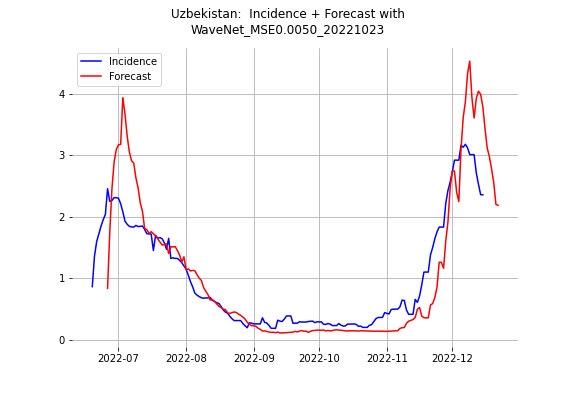 Uzbekistan:  Incidence + Forecast with
WaveNet_MSE0.0050_20221023
Incidence
Forecast
4
3
2
1
0
2022-07
2022-08
2022-09
2022-10
2022-11
2022-12